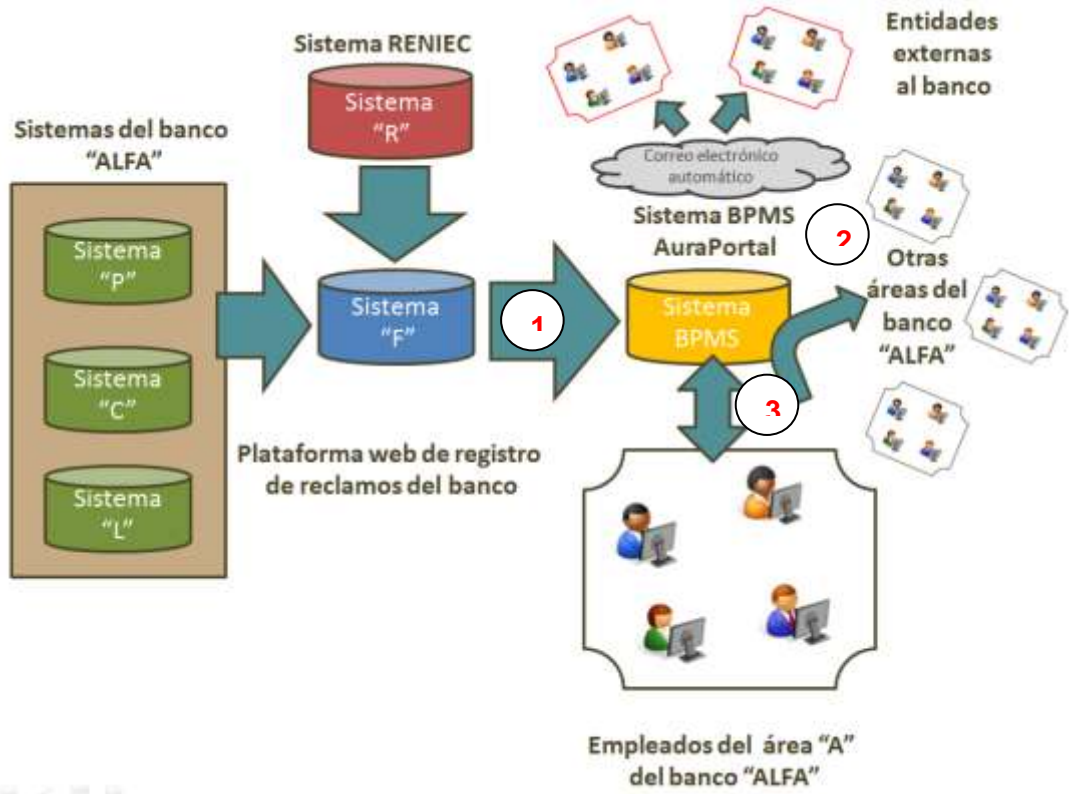 Sistema RENIEC
Sistema
"R"
Entidades
externas
al banco
Sistemas del banco
"ALFA"
Correo electrónico
automático
Sistema
"P"
Sistema
"C"
Sistema
"L"
Sistema
"F"
1
Sistema BPMS
AuraPortal
2
Sistema
BPMS
Otras
áreas del
banco
"ALFA"
3
Plataforma web de registro
de reclamos del banco
Empleados del área "A"
del banco "ALFA"